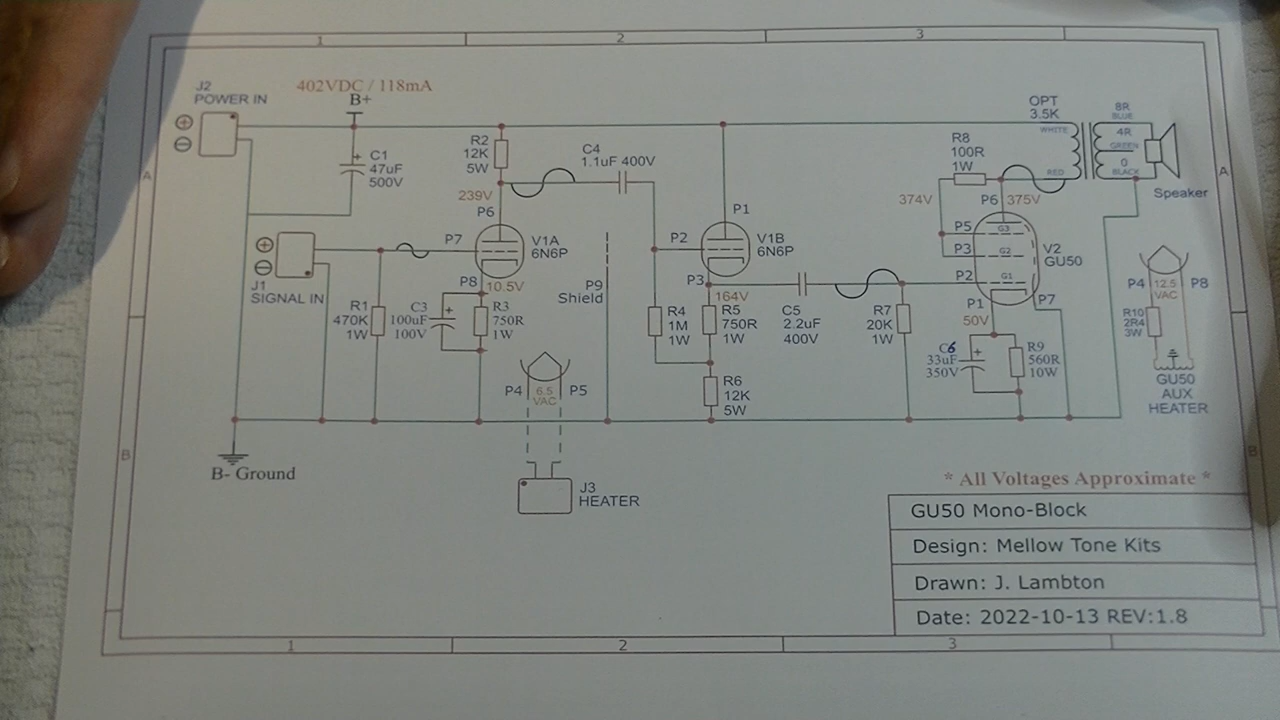 1
2
3
J2
POWER IN
402VDC / 118mA
B+
C1
47uF
500V
R2
12K
5W
239V
P6
C4
1.1uF 400V
OPT
3.5K
WHITE
RED
8R
BLUE
4R
GREEN
0
BLACK
Speaker
R8
100R
1W
374V
P6
375V
A
A
J1
SIGNAL IN
P7
V1A
6N6P
P8
10.5V
R1
470K
1W
C3
100uF
100V
R3
750R
1W
P9
Shield
P1
P2
V1B
6N6P
P3
164V
R4
1M
1W
R5
750R
1W
C5
2.2uF
400V
R7
20K
1W
R6
12K
5W
P5
P3
P2
P1
G3
G2
G1
V2
GU50
P7
50V
C6
33uF
350V
R9
560R
10W
P4
12.5
VAC
P8
R10
2R4
3W
GU50
AUX
HEATER
P4
6.5
VAC
P5
B
B
B- Ground
J3
HEATER
* All Voltages Approximate *
GU50 Mono-Block
Design: Mellow Tone Kits
Drawn: J. Lambton
Date: 2022-10-13 REV:1.8
1
2
3